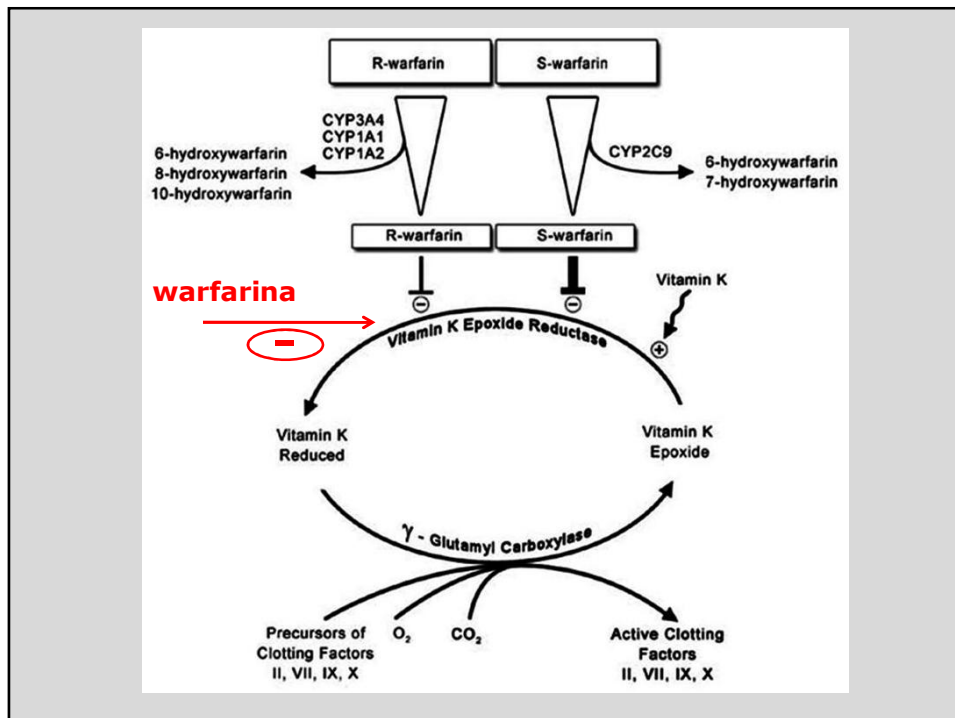 R-warfarin
S-warfarin
CYP3A4
CYP1A1
CYP1A2
6-hydroxywarfarin
8-hydroxywarfarin
10-hydroxywarfarin
CYP2C9
6-hydroxywarfarin
7-hydroxywarfarin
R-warfarin
S-warfarin
warfarina
-
−
−
Vitamin K
+
Vitamin K Epoxide Reductase
Vitamin K
Reduced
Vitamin K
Epoxide
γ - Glutamyl Carboxylase
Precursors of
Clotting Factors
II, VII, IX, X
O₂
CO₂
Active Clotting
Factors
II, VII, IX, X